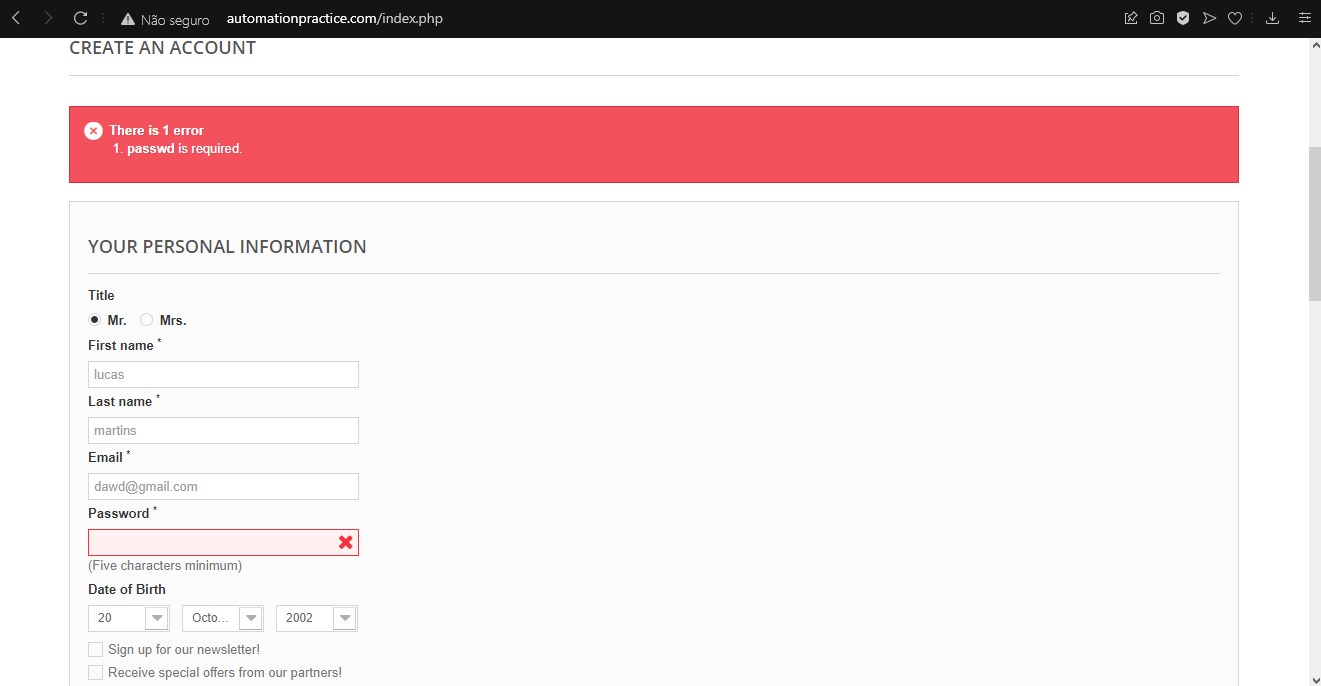 Não seguro automationpractice.com/index.php
CREATE AN ACCOUNT
There is 1 error
1. passwd is required.
YOUR PERSONAL INFORMATION
Title
Mr. Mrs.
First name *
lucas
Last name *
martins
Email *
dawd@gmail.com
Password *
(Five characters minimum)
Date of Birth
20 Octo... 2002
Sign up for our newsletter!
Receive special offers from our partners!